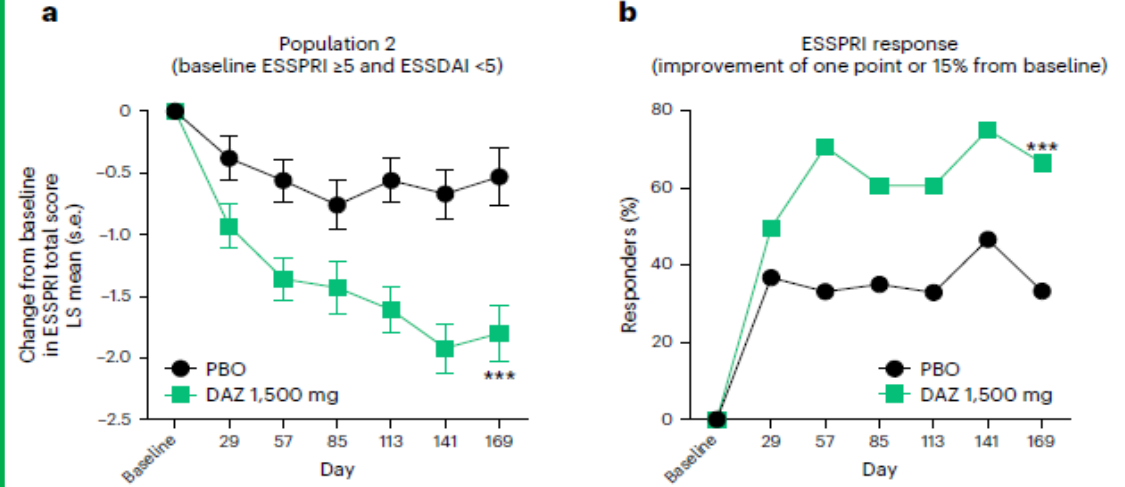 a
Population 2
(baseline ESSPRI ≥5 and ESSDAI <5)
Change from baseline
in ESSPRI total score
LS mean (s.e.)
0
–0.5
–1.0
–1.5
–2.0
–2.5
***
PBO
DAZ 1,500 mg
Baseline
29
57
85
113
141
169
Day
b
ESSPRI response
(improvement of one point or 15% from baseline)
Responders (%)
80
60
40
20
0
***
PBO
DAZ 1,500 mg
Baseline
29
57
85
113
141
169
Day